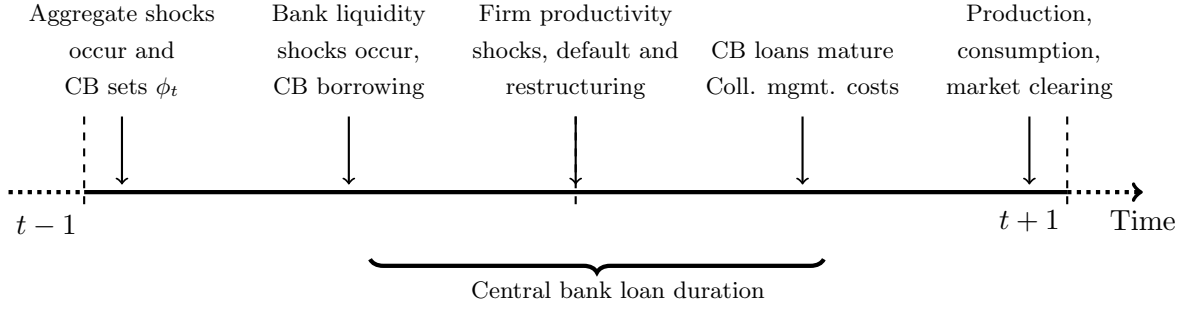 Aggregate shocks
occur and
CB sets ϕₜ
Bank liquidity
shocks occur,
CB borrowing
Firm productivity
shocks, default and
restructuring
CB loans mature
Coll. mgmt. costs
Production,
consumption,
market clearing
t − 1
t + 1
Time
Central bank loan duration